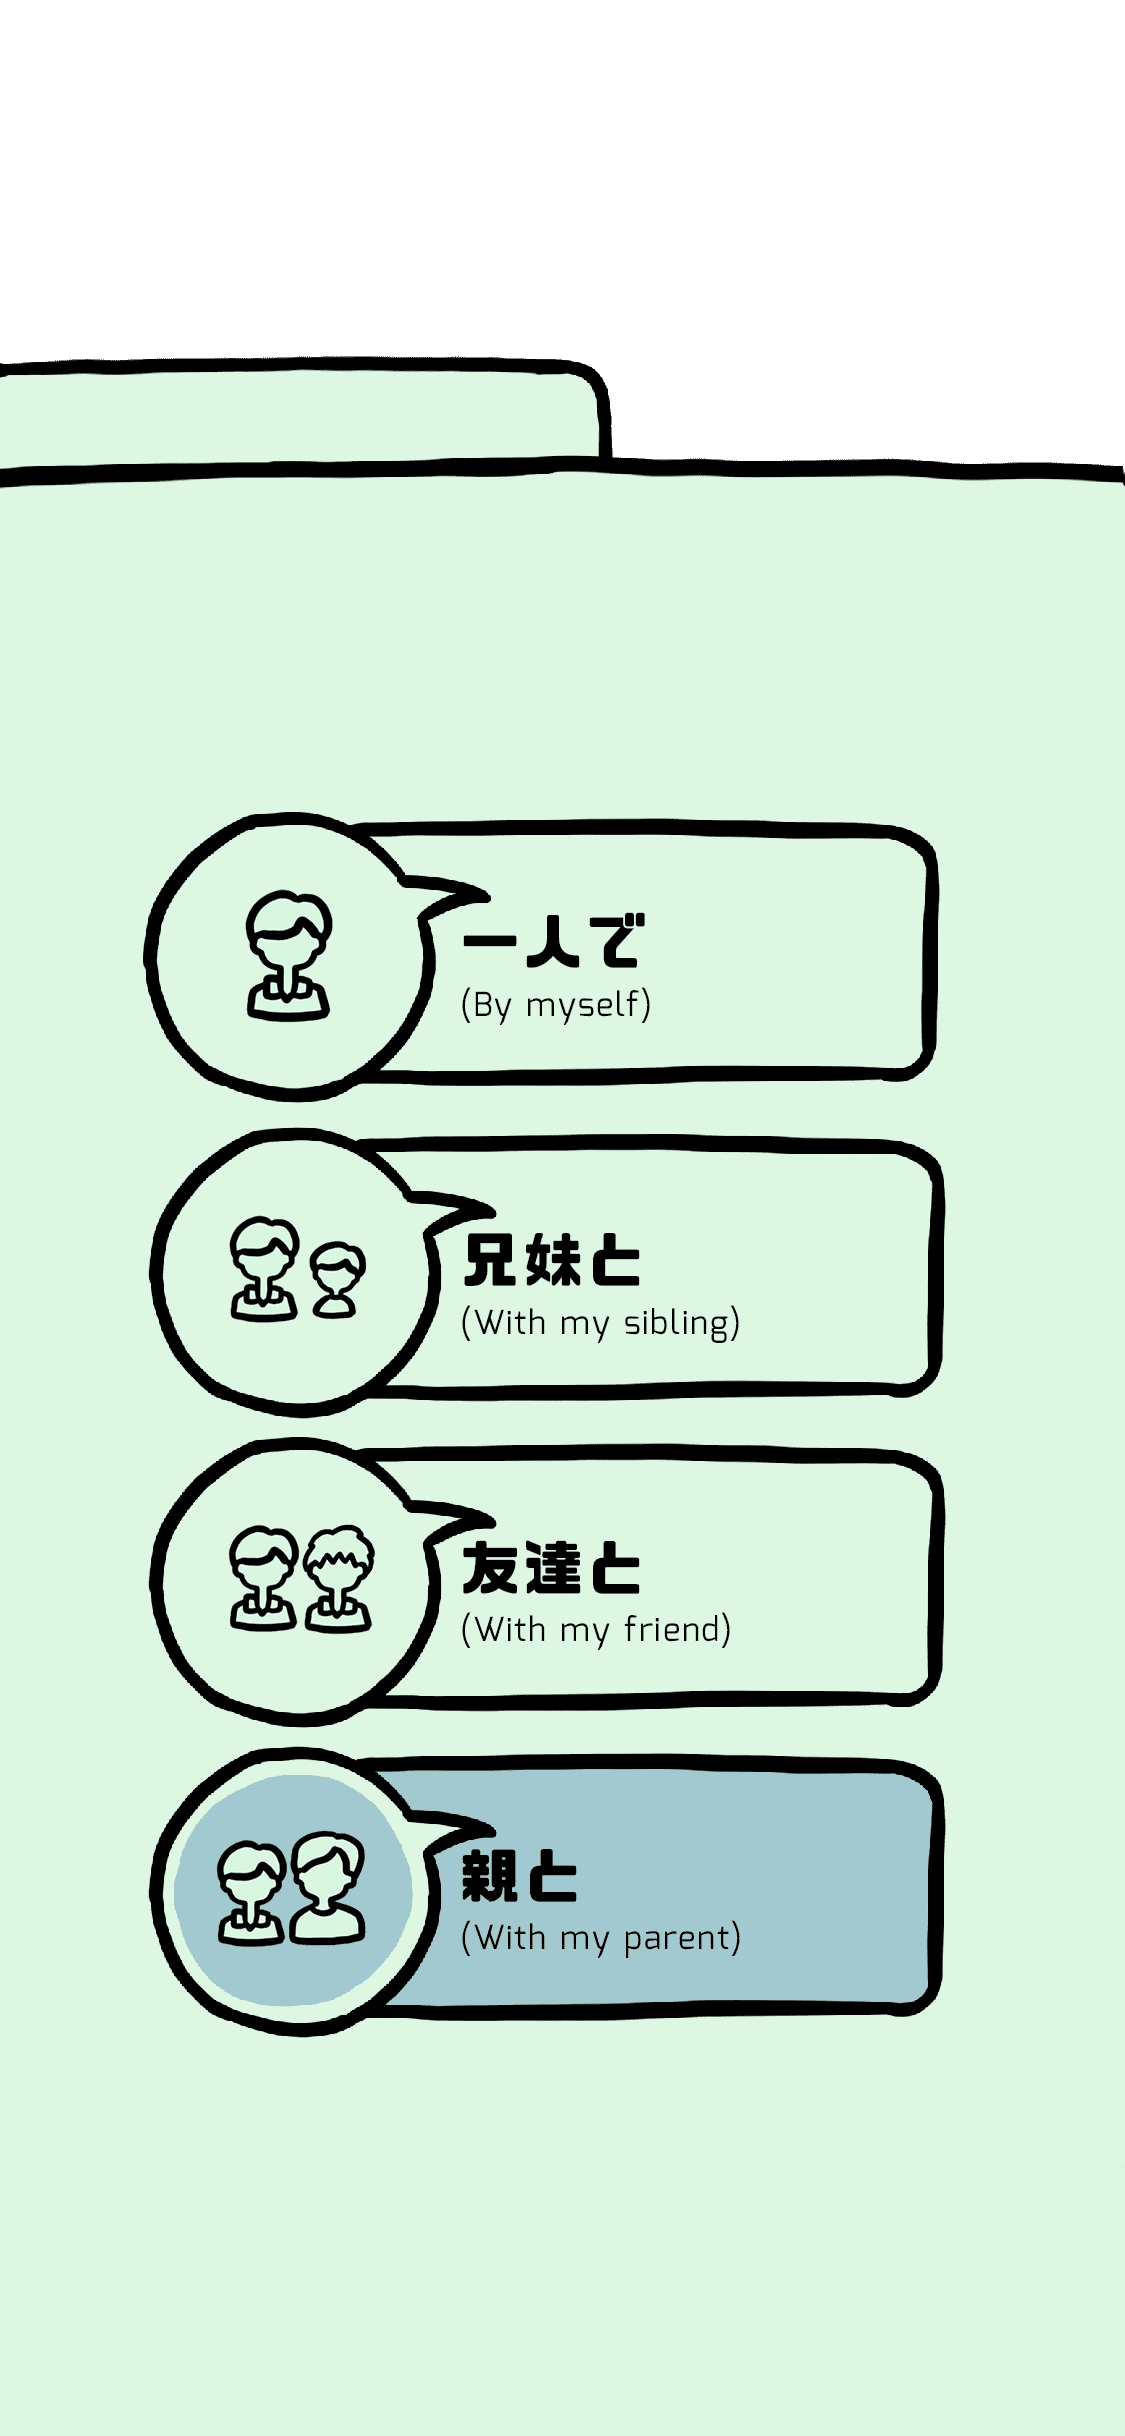 一人で
(By myself)
兄妹と
(With my sibling)
友達と
(With my friend)
親と
(With my parent)